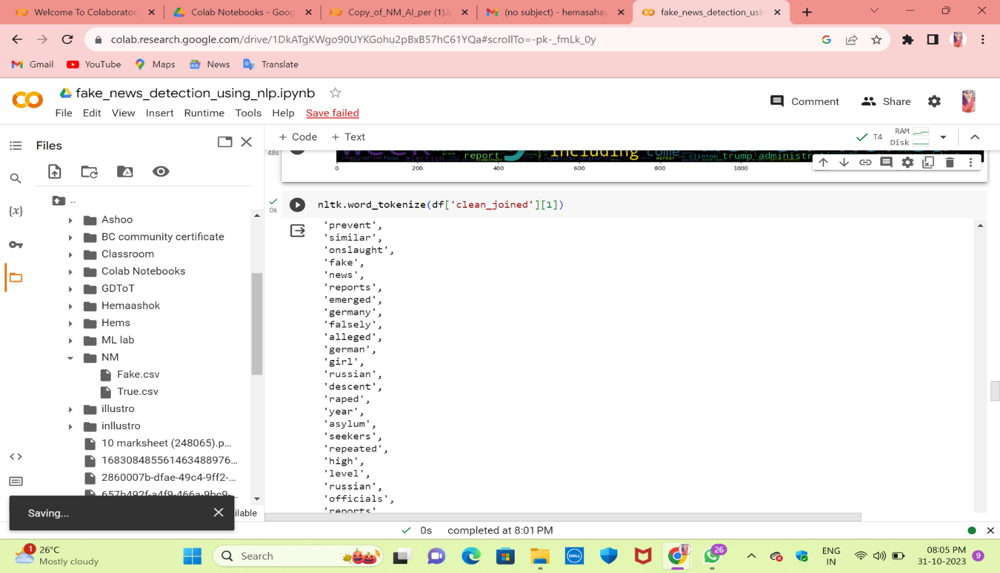 Welcome To Colaborator
Colab Notebooks - Goog
Copy_of_NM_AI_per (1).i
(no subject) - hemasahay
fake_news_detection_usin
colab.research.google.com/drive/1DkATgKWgo90UYKGohu2pBxB57hC61YQa#scrollTo=-pk-_fmLk_0y
Gmail
YouTube
Maps
News
Translate
fake_news_detection_using_nlp.ipynb
File Edit View Insert Runtime Tools Help Save failed
Comment
Share
Files
+ Code + Text
T4
RAM
Disk
48s
report
including
come
investigation focus
election
price
republican senator
worker
clinton trump administr
0 200 400 600 800 1000
..
Ashoo
BC community certificate
Classroom
Colab Notebooks
GDToT
Hemaashok
Hems
ML lab
NM
Fake.csv
True.csv
illustro
inllustro
10 marksheet (248065).p...
168308485561463488976...
2860007b-dfae-49c4-9ff2-...
657b492f-a4f9-466a-9bc9-...
{x}
Saving...
ilable
0s
nltk.word_tokenize(df['clean_joined'][1])
'prevent',
'similar',
'onslaught',
'fake',
'news',
'reports',
'emerged',
'germany',
'falsely',
'alleged',
'german',
'girl',
'russian',
'descent',
'raped',
'year',
'asylum',
'seekers',
'repeated',
'high',
'level',
'russian',
'officials',
'reports'
0s completed at 8:01 PM
1
26°C
Mostly cloudy
Search
DELL
26
ENG
IN
08:05 PM
31-10-2023
9